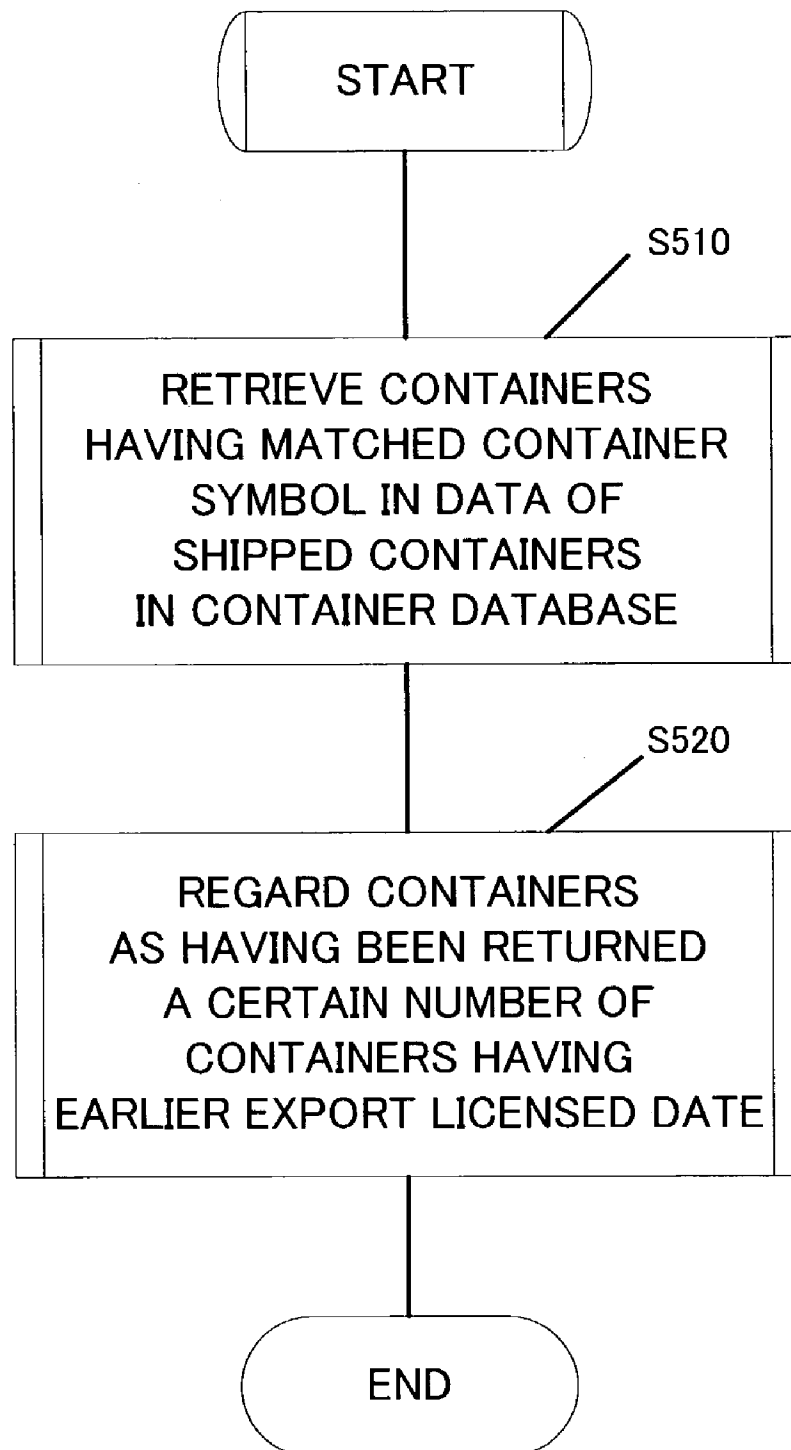 START
S510
RETRIEVE CONTAINERS
HAVING MATCHED CONTAINER
SYMBOL IN DATA OF
SHIPPED CONTAINERS
IN CONTAINER DATABASE
S520
REGARD CONTAINERS
AS HAVING BEEN RETURNED
A CERTAIN NUMBER OF
CONTAINERS HAVING
EARLIER EXPORT LICENSED DATE
END